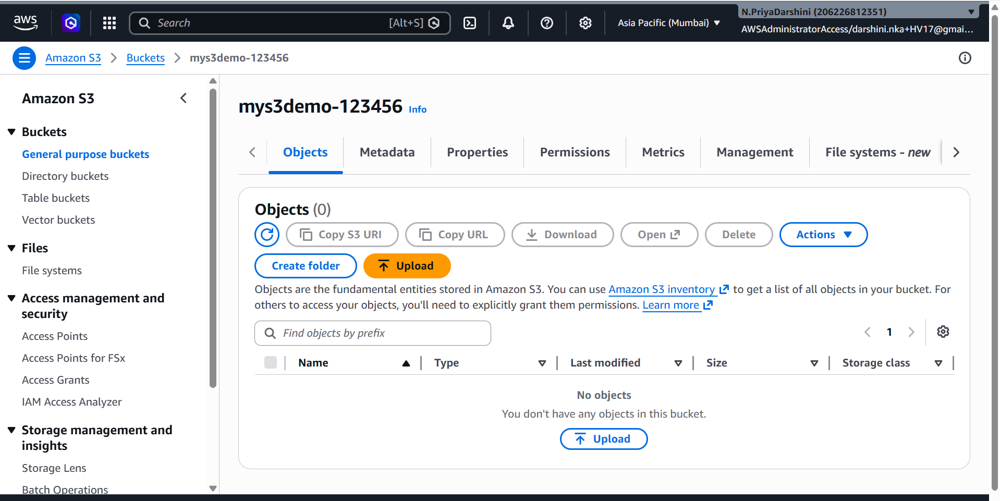 aws
Search
[Alt+S]
Asia Pacific (Mumbai)
N.PriyaDarshini (206226812351)
AWSAdministratorAccess/darshini.nka+HV17@gmai...
Amazon S3
Buckets
mys3demo-123456
Amazon S3
Buckets
General purpose buckets
Directory buckets
Table buckets
Vector buckets
Files
File systems
Access management and
security
Access Points
Access Points for FSx
Access Grants
IAM Access Analyzer
Storage management and
insights
Storage Lens
Batch Operations
mys3demo-123456 Info
Objects
Metadata
Properties
Permissions
Metrics
Management
File systems - new
Objects (0)
Copy S3 URI
Copy URL
Download
Open
Delete
Actions
Create folder
Upload
Objects are the fundamental entities stored in Amazon S3. You can use Amazon S3 inventory to get a list of all objects in your bucket. For
others to access your objects, you'll need to explicitly grant them permissions. Learn more
Find objects by prefix
1
Name
Type
Last modified
Size
Storage class
No objects
You don't have any objects in this bucket.
Upload